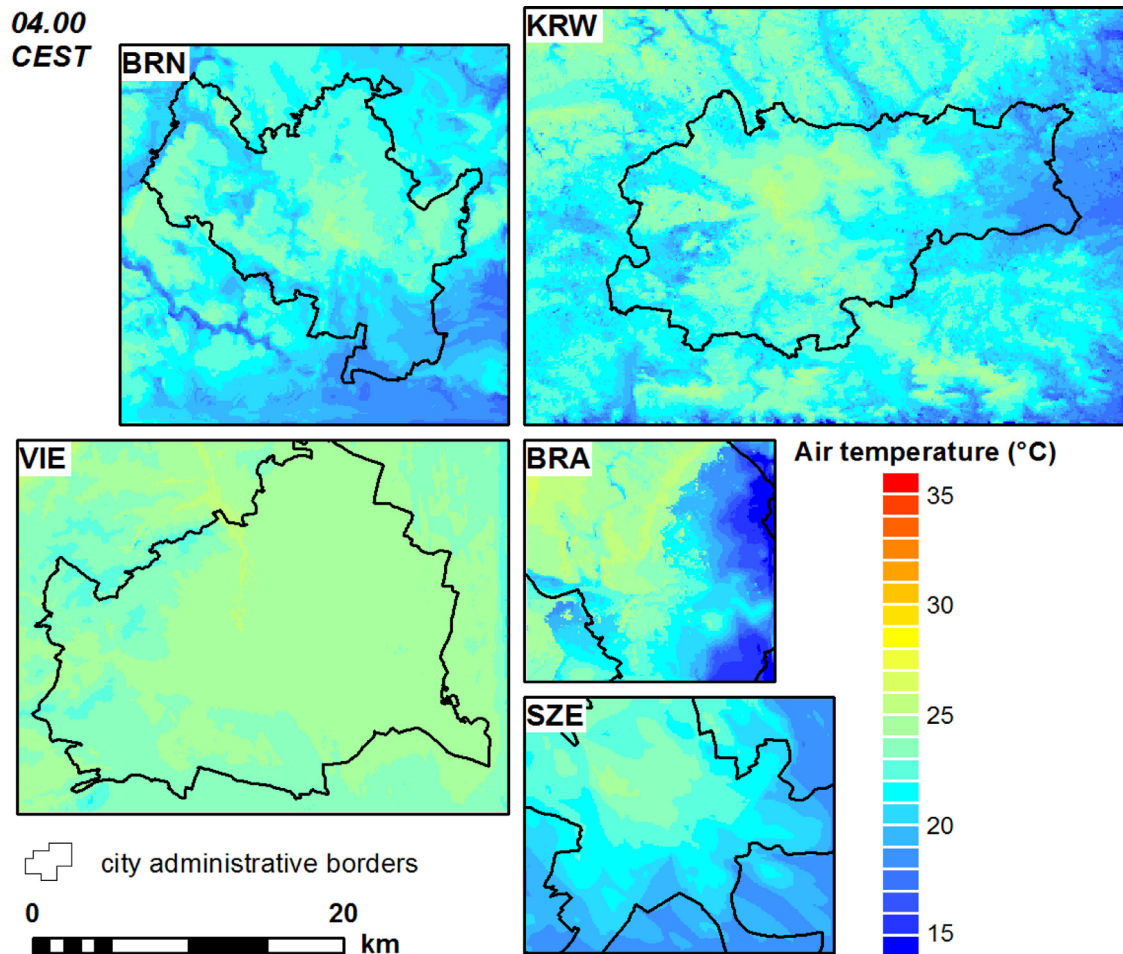 04.00
CEST
BRN
KRW
VIE
BRA
Air temperature (°C)
35
30
25
20
15
SZE
city administrative borders
0 20
km